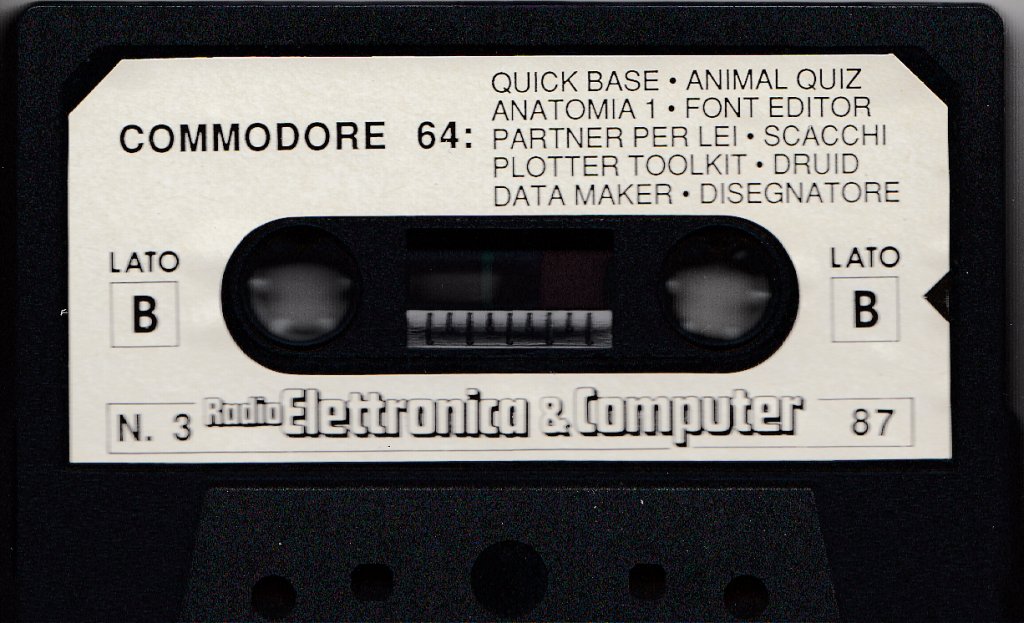 QUICK BASE • ANIMAL QUIZ
ANATOMIA 1 • FONT EDITOR
COMMODORE 64: PARTNER PER LEI • SCACCHI
PLOTTER TOOLKIT • DRUID
DATA MAKER • DISEGNATORE
LATO
B
LATO
B
N. 3 Radio Elettronica & Computer 87